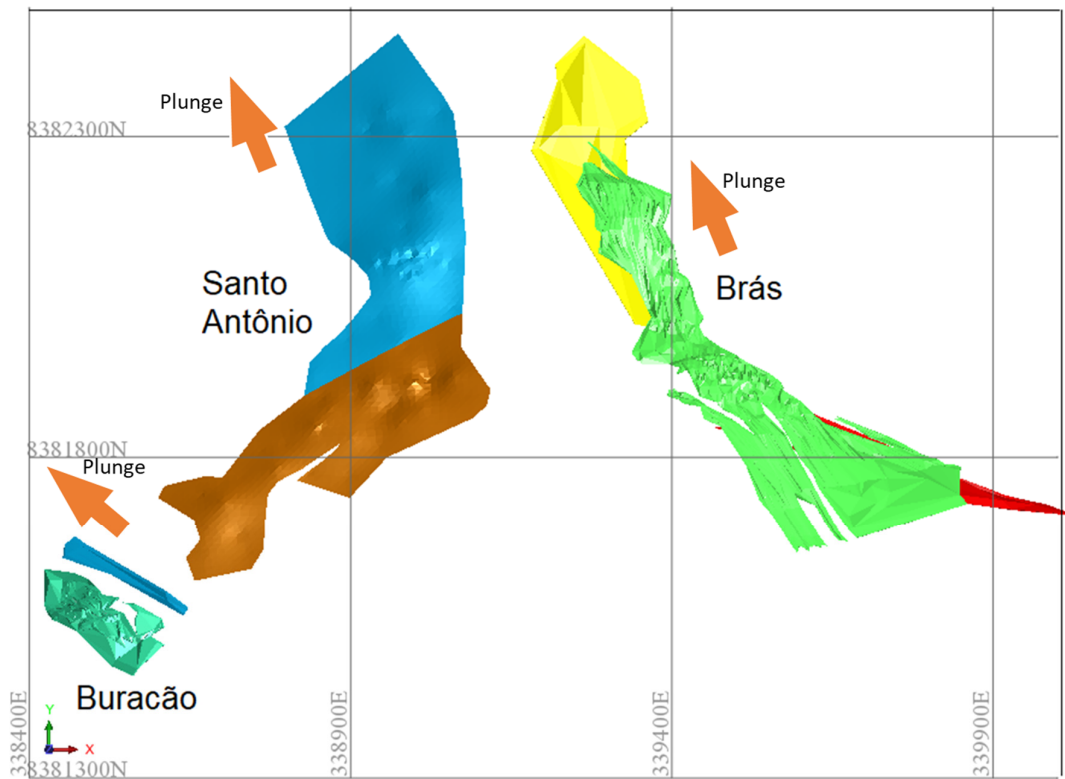 Plunge
8382300N
Plunge
Santo
Antônio
Brás
8381800N
Plunge
Buracão
Y
X
338400E
338900E
339400E
339900E
8381300N